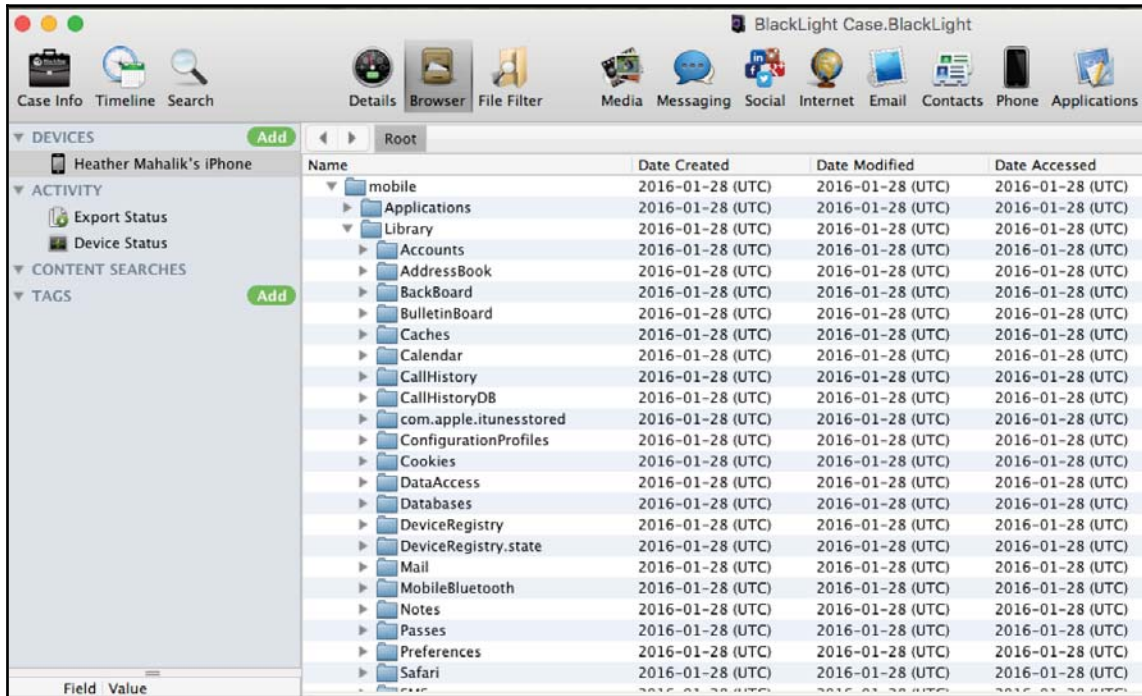 BlackLight Case.BlackLight
Case Info Timeline Search Details Browser File Filter Media Messaging Social Internet Email Contacts Phone Applications
DEVICES Add Root
Heather Mahalik's iPhone Name Date Created Date Modified Date Accessed
ACTIVITY mobile 2016-01-28 (UTC) 2016-01-28 (UTC) 2016-01-28 (UTC)
Export Status Applications 2016-01-28 (UTC) 2016-01-28 (UTC) 2016-01-28 (UTC)
Device Status Library 2016-01-28 (UTC) 2016-01-28 (UTC) 2016-01-28 (UTC)
Accounts 2016-01-28 (UTC) 2016-01-28 (UTC) 2016-01-28 (UTC)
CONTENT SEARCHES AddressBook 2016-01-28 (UTC) 2016-01-28 (UTC) 2016-01-28 (UTC)
TAGS Add BackBoard 2016-01-28 (UTC) 2016-01-28 (UTC) 2016-01-28 (UTC)
BulletinBoard 2016-01-28 (UTC) 2016-01-28 (UTC) 2016-01-28 (UTC)
Caches 2016-01-28 (UTC) 2016-01-28 (UTC) 2016-01-28 (UTC)
Calendar 2016-01-28 (UTC) 2016-01-28 (UTC) 2016-01-28 (UTC)
CallHistory 2016-01-28 (UTC) 2016-01-28 (UTC) 2016-01-28 (UTC)
CallHistoryDB 2016-01-28 (UTC) 2016-01-28 (UTC) 2016-01-28 (UTC)
com.apple.itunesstored 2016-01-28 (UTC) 2016-01-28 (UTC) 2016-01-28 (UTC)
ConfigurationProfiles 2016-01-28 (UTC) 2016-01-28 (UTC) 2016-01-28 (UTC)
Cookies 2016-01-28 (UTC) 2016-01-28 (UTC) 2016-01-28 (UTC)
DataAccess 2016-01-28 (UTC) 2016-01-28 (UTC) 2016-01-28 (UTC)
Databases 2016-01-28 (UTC) 2016-01-28 (UTC) 2016-01-28 (UTC)
DeviceRegistry 2016-01-28 (UTC) 2016-01-28 (UTC) 2016-01-28 (UTC)
DeviceRegistry.state 2016-01-28 (UTC) 2016-01-28 (UTC) 2016-01-28 (UTC)
Mail 2016-01-28 (UTC) 2016-01-28 (UTC) 2016-01-28 (UTC)
MobileBluetooth 2016-01-28 (UTC) 2016-01-28 (UTC) 2016-01-28 (UTC)
Notes 2016-01-28 (UTC) 2016-01-28 (UTC) 2016-01-28 (UTC)
Passes 2016-01-28 (UTC) 2016-01-28 (UTC) 2016-01-28 (UTC)
Preferences 2016-01-28 (UTC) 2016-01-28 (UTC) 2016-01-28 (UTC)
Safari 2016-01-28 (UTC) 2016-01-28 (UTC) 2016-01-28 (UTC)
Field Value